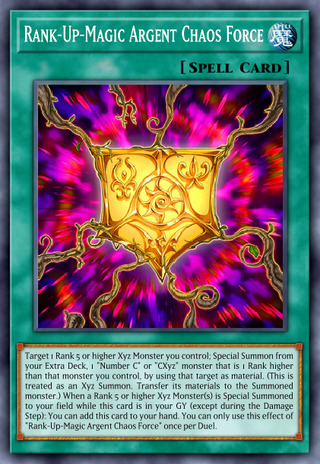 Rank-Up-Magic Argent Chaos Force 魔
[ Spell Card ]
Target 1 Rank 5 or higher Xyz Monster you control; Special Summon from
your Extra Deck, 1 "Number C" or "CXyz" monster that is 1 Rank higher
than that monster you control, by using that target as material. (This is
treated as an Xyz Summon. Transfer its materials to the Summoned
monster.) When a Rank 5 or higher Xyz Monster(s) is Special Summoned
to your field while this card is in your GY (except during the Damage
Step): You can add this card to your hand. You can only use this effect of
"Rank-Up-Magic Argent Chaos Force" once per Duel.